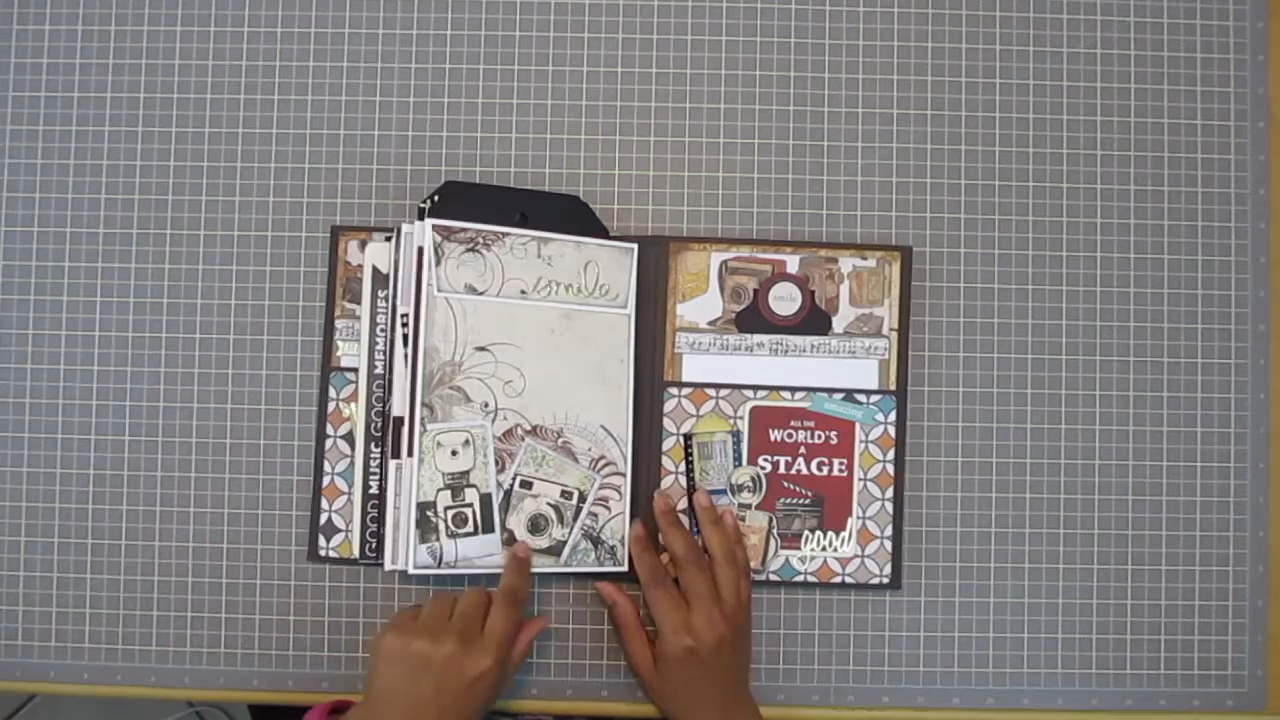 GOOD MUSIC GOOD MEMORIES
smile
smile
amazing
ALL THE
WORLD'S
A
STAGE
good